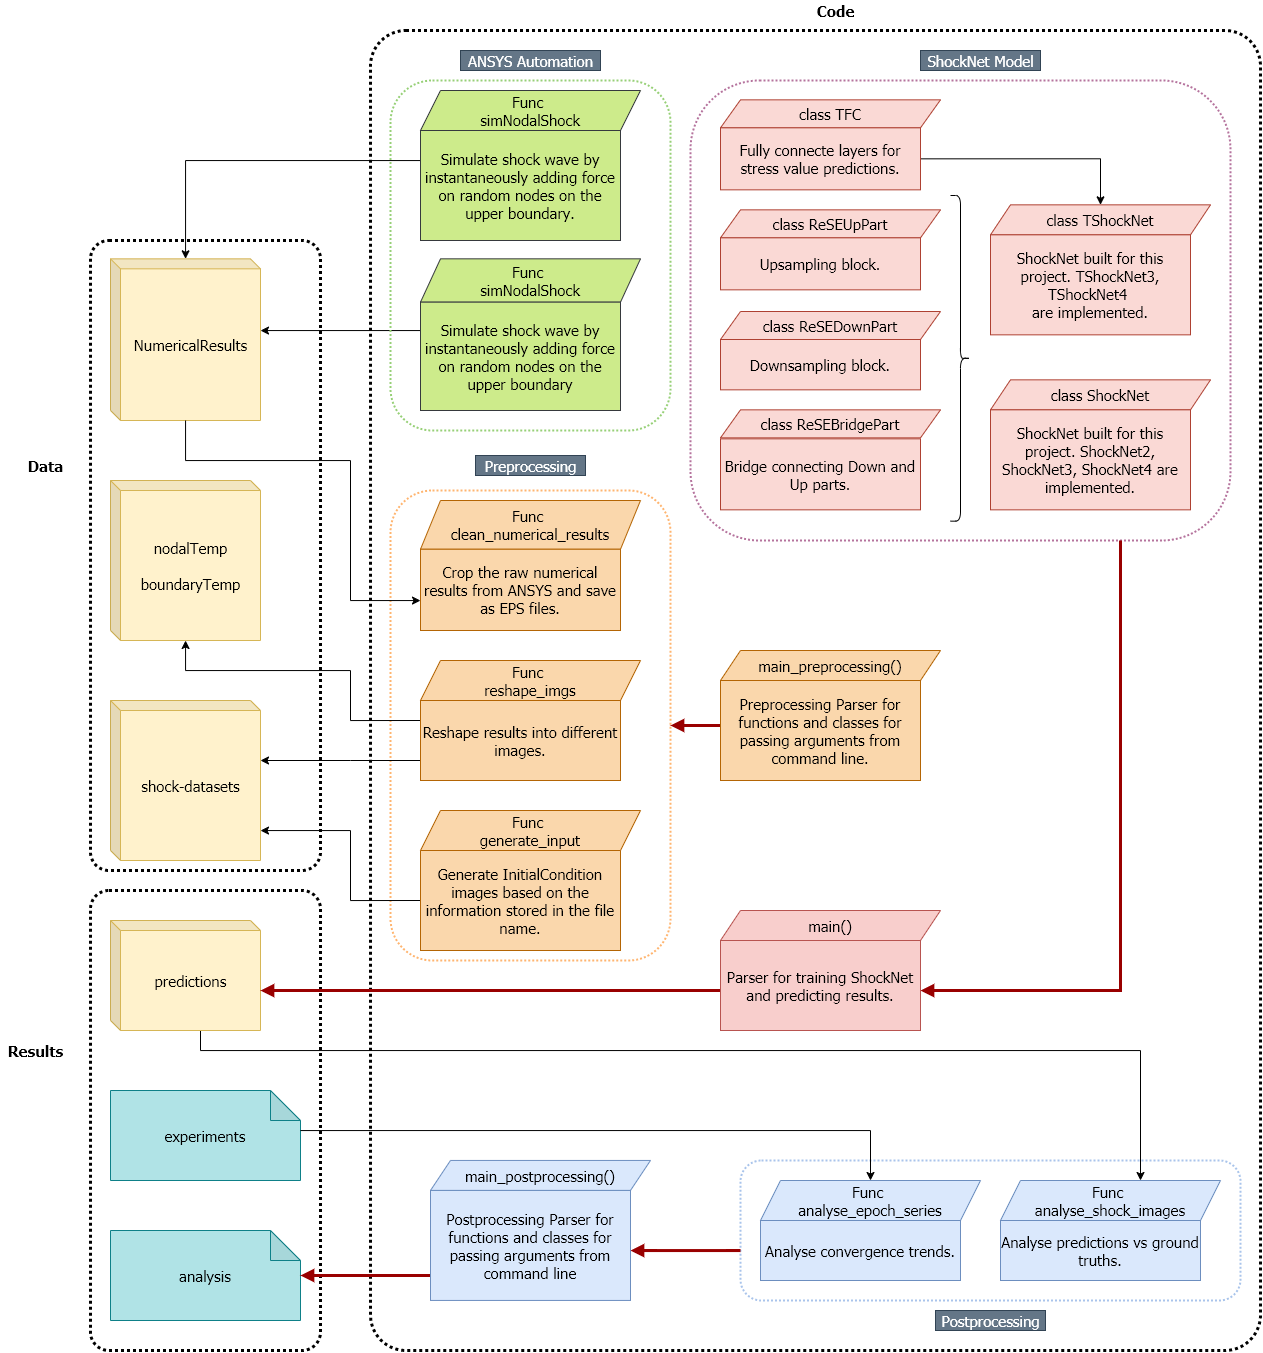 Code
ANSYS Automation
ShockNet Model
Func
simNodalShock
Simulate shock wave by
instantaneously adding force
on random nodes on the
upper boundary.
Func
simNodalShock
Simulate shock wave by
instantaneously adding force
on random nodes on the
upper boundary
class TFC
Fully connecte layers for
stress value predictions.
class ReSEUpPart
Upsampling block.
class ReSEDownPart
Downsampling block.
class ReSEBridgePart
Bridge connecting Down and
Up parts.
class TShockNet
ShockNet built for this
project. TShockNet3,
TShockNet4
are implemented.
class ShockNet
ShockNet built for this
project. ShockNet2,
ShockNet3, ShockNet4 are
implemented.
Data
NumericalResults
nodalTemp
boundaryTemp
shock-datasets
Preprocessing
Func
clean_numerical_results
Crop the raw numerical
results from ANSYS and save
as EPS files.
Func
reshape_imgs
Reshape results into different
images.
Func
generate_input
Generate InitialCondition
images based on the
information stored in the file
name.
main_preprocessing()
Preprocessing Parser for
functions and classes for
passing arguments from
command line.
main()
Parser for training ShockNet
and predicting results.
Results
predictions
experiments
analysis
main_postprocessing()
Postprocessing Parser for
functions and classes for
passing arguments from
command line
Func
analyse_epoch_series
Analyse convergence trends.
Func
analyse_shock_images
Analyse predictions vs ground
truths.
Postprocessing